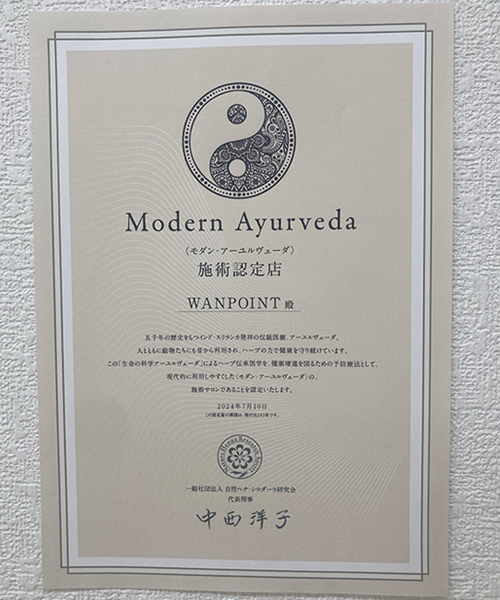 Modern Ayurveda
〈モダン・アーユルヴェーダ〉
施術認定店
WANPOINT 殿
五千年の歴史をもつインド・スリランカ発祥の伝統医療、アーユルヴェーダ。
人とともに動物たちにも昔から利用され、ハーブの力で健康を守り続けています。
この「生命の科学アーユルヴェーダ」によるハーブ伝承医学を、健康増進を図るための予防療法として、
現代的に利用しやすくした〈モダン・アーユルヴェーダ〉の、
施術サロンであることを認定いたします。
2024年7月10日
Nature Henna
一般社団法人 自然ヘナ・シロダーラ研究会
代表理事
中西洋子